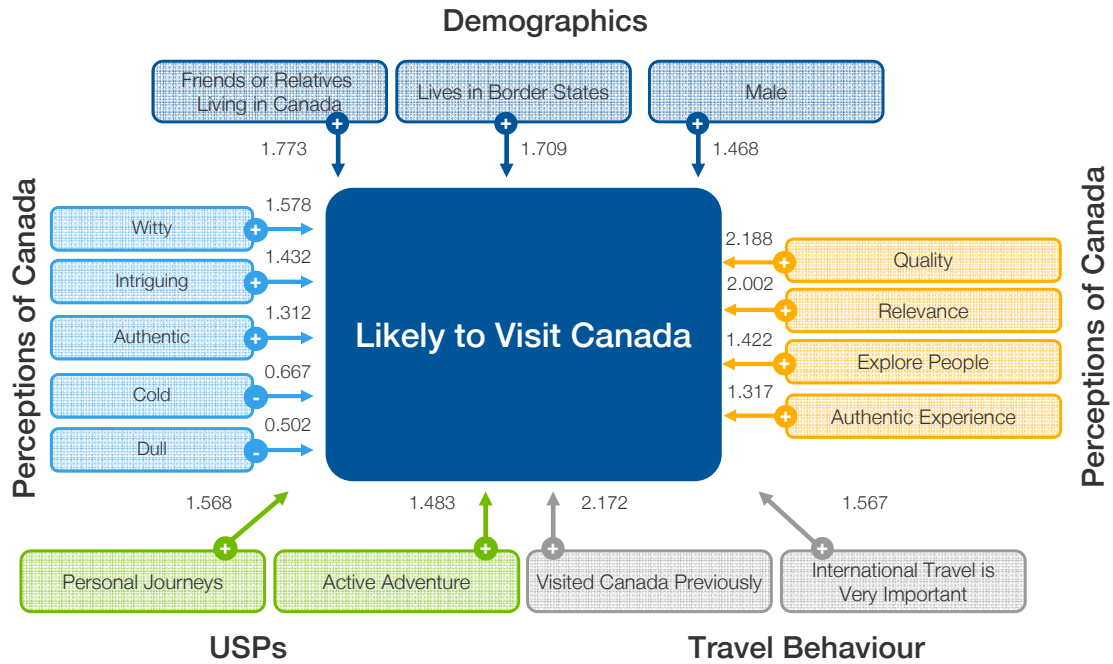 Demographics
Friends or Relatives
Living in Canada
Lives in Border States
Male
+
+
+
1.773
1.709
1.468
Perceptions of Canada
1.578
Witty
+
1.432
Intriguing
+
1.312
Authentic
+
0.667
Cold
-
0.502
Dull
-
Likely to Visit Canada
2.188
+
Quality
2.002
+
Relevance
1.422
+
Explore People
1.317
+
Authentic Experience
Perceptions of Canada
1.568
1.483
2.172
1.567
+
+
+
+
Personal Journeys
Active Adventure
Visited Canada Previously
International Travel is
Very Important
USPs
Travel Behaviour